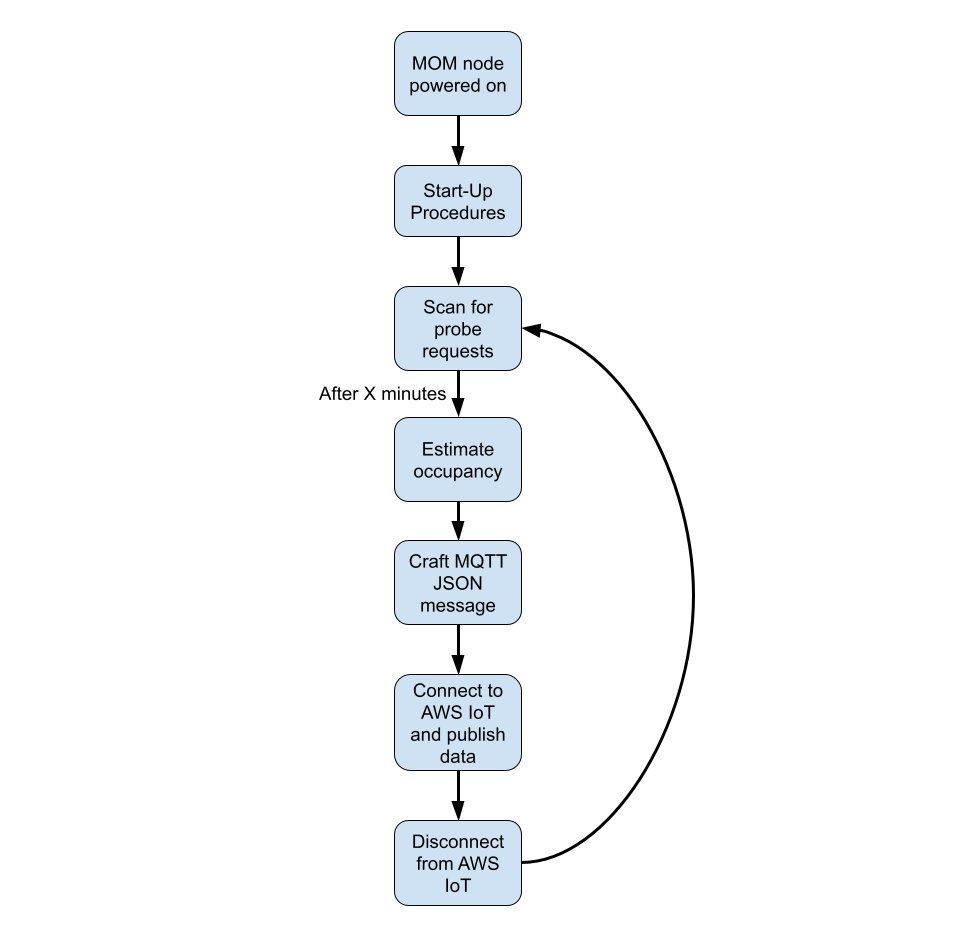 MOM node
powered on
Start-Up
Procedures
Scan for
probe
requests
After X minutes
Estimate
occupancy
Craft MQTT
JSON
message
Connect to
AWS IoT
and publish
data
Disconnect
from AWS
IoT